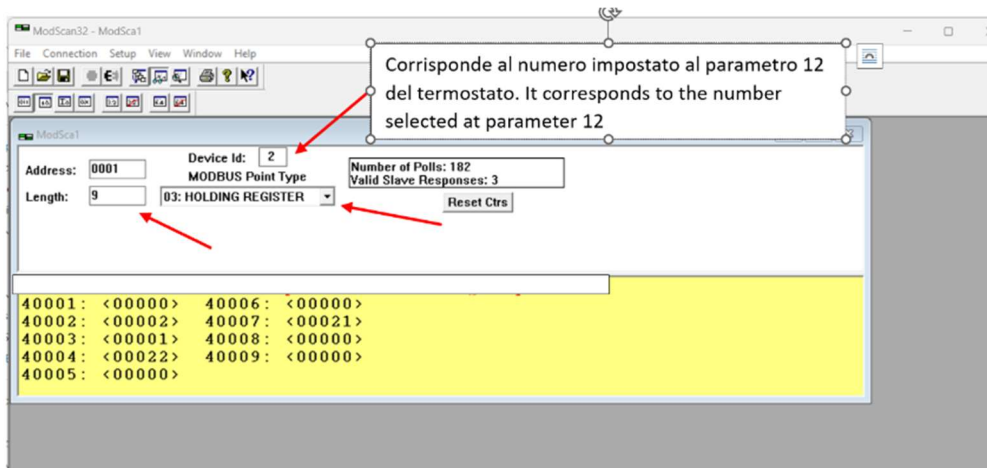 ModScan32 - ModSca1
File Connection Setup View Window Help
Corrisponde al numero impostato al parametro 12
del termostato. It corresponds to the number
selected at parameter 12
ModSca1
Address: 0001
Device Id: 2
MODBUS Point Type
Length: 9
03: HOLDING REGISTER
Number of Polls: 182
Valid Slave Responses: 3
Reset Ctrs
40001: <00000> 40006: <00000>
40002: <00002> 40007: <00021>
40003: <00001> 40008: <00000>
40004: <00022> 40009: <00000>
40005: <00000>